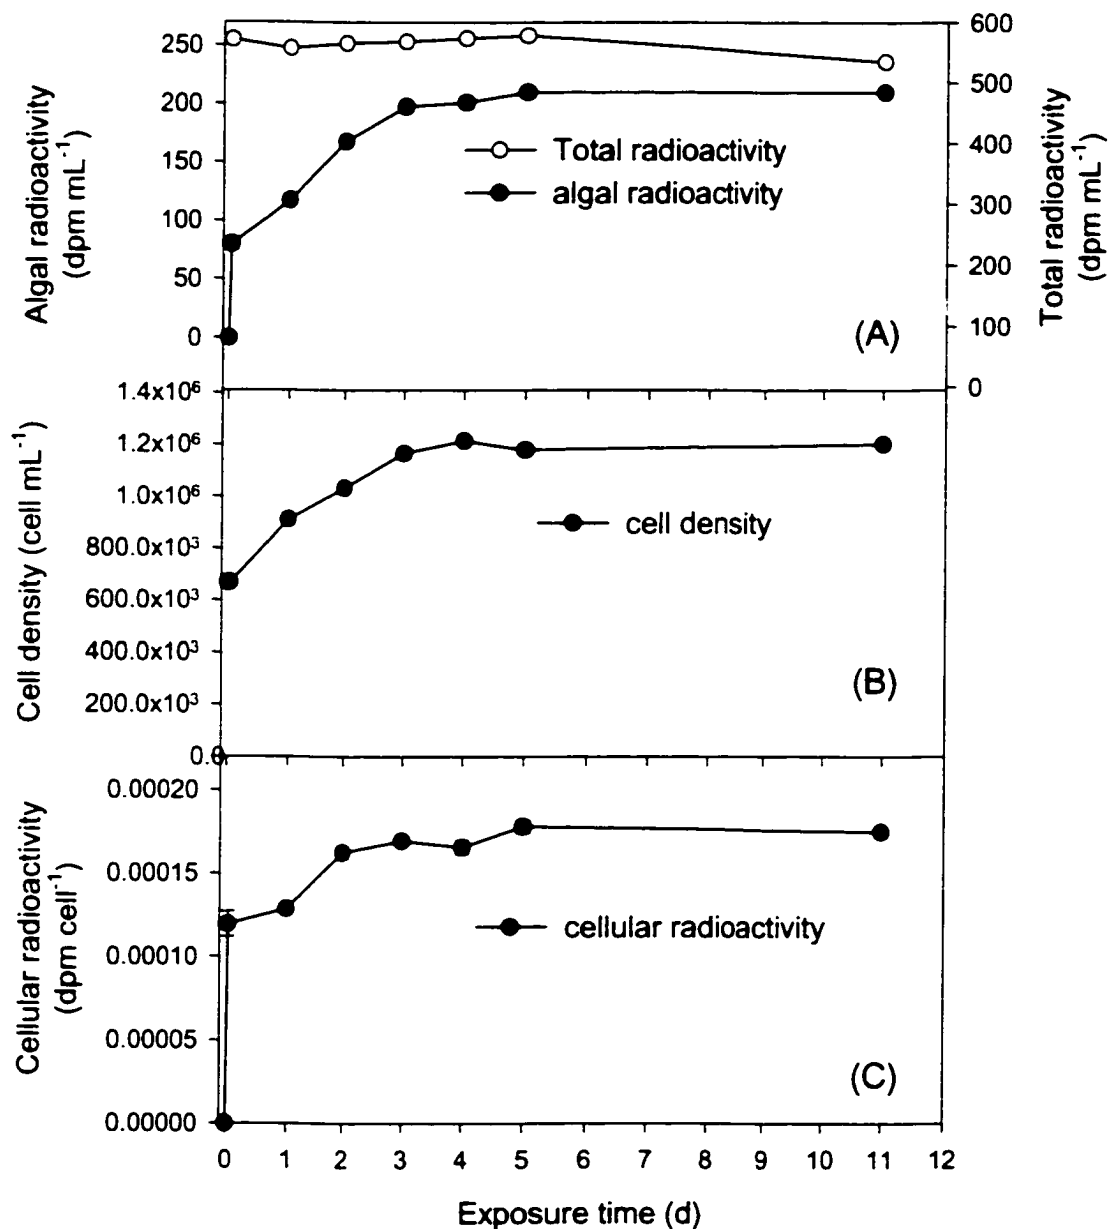 Algal radioactivity
(dpm mL⁻¹)
250
200
150
100
50
0
Total radioactivity
algal radioactivity
(A)
600
500
400
300
200
100
0
Total radioactivity
(dpm mL⁻¹)
Cell density (cell mL⁻¹)
1.4x10⁶
1.2x10⁶
1.0x10⁶
800.0x10³
600.0x10³
400.0x10³
200.0x10³
0.0
cell density
(B)
Cellular radioactivity
(dpm cell⁻¹)
0.00020
0.00015
0.00010
0.00005
0.00000
cellular radioactivity
(C)
0 1 2 3 4 5 6 7 8 9 10 11 12
Exposure time (d)